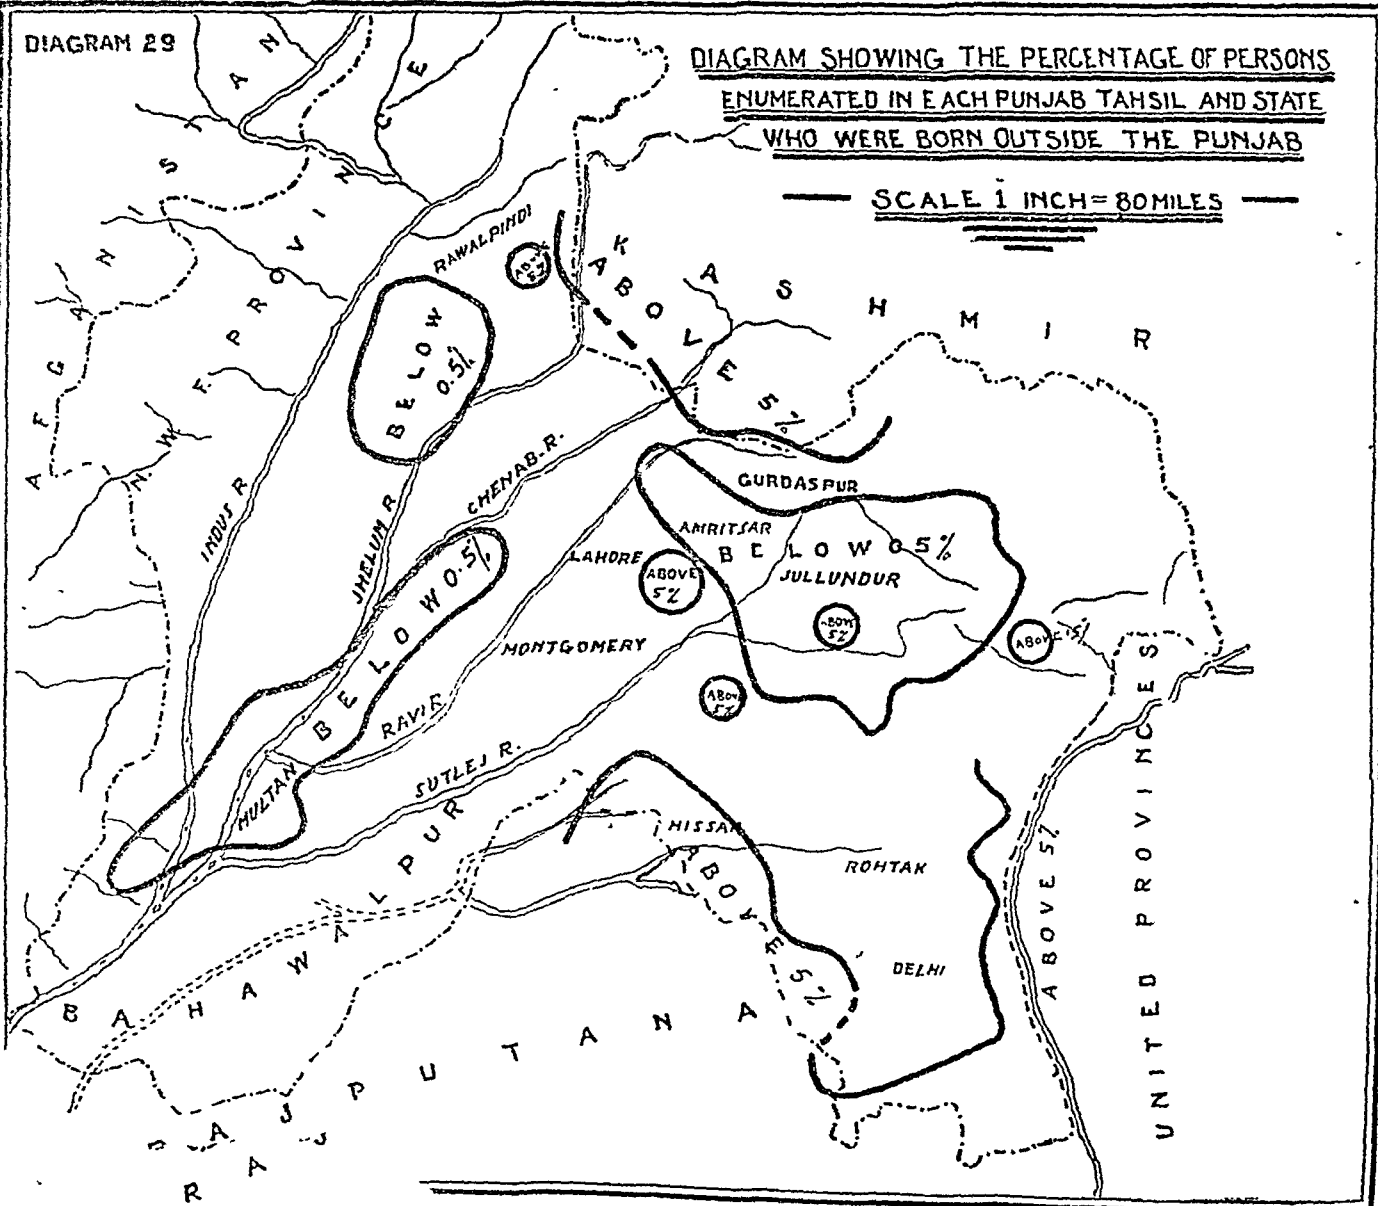 DIAGRAM 29
DIAGRAM SHOWING THE PERCENTAGE OF PERSONS
ENUMERATED IN EACH PUNJAB TAHSIL AND STATE
WHO WERE BORN OUTSIDE THE PUNJAB
SCALE 1 INCH = 80 MILES
AFGANISAN
N. W. F. PROVINCE
KASHMIR
RAWALPINDI
ABOVE 5%
ABOVE 5%
BELOW 0.5%
INDUS R
JHELUM R
CHENAB. R.
GURDASPUR
AMRITSAR
BELOW 0 5%
JULLUNDUR
LAHORE
ABOVE 5%
ABOVE 5%
ABOVE 5%
ABOVE 5%
BELOW 0.5%
MONTGOMERY
RAVI R
SUTLEJ R.
MULTAN
HISSAR
ROHTAK
DELHI
ABOVE 5%
ABOVE 5%
UNITED PROVINCES
BAHAWALPUR
RAJPUTANA